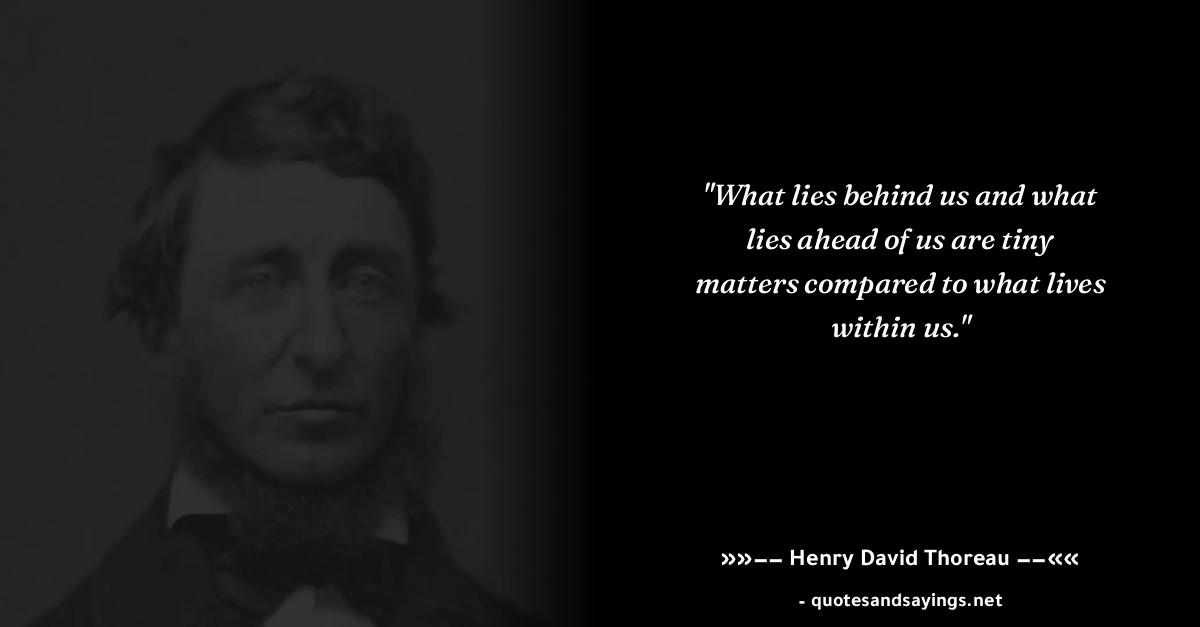 "What lies behind us and what
lies ahead of us are tiny
matters compared to what lives
within us."
»»−− Henry David Thoreau −−««
- quotesandsayings.net